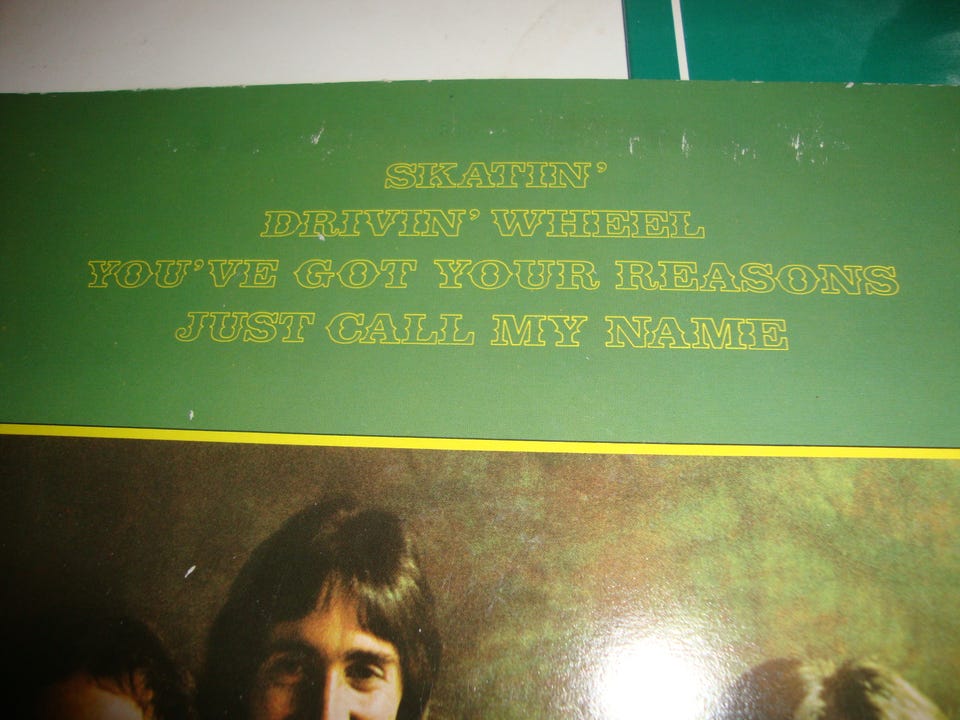 SKATIN'
DRIVIN' WHEEL
YOU'VE GOT YOUR REASONS
JUST CALL MY NAME